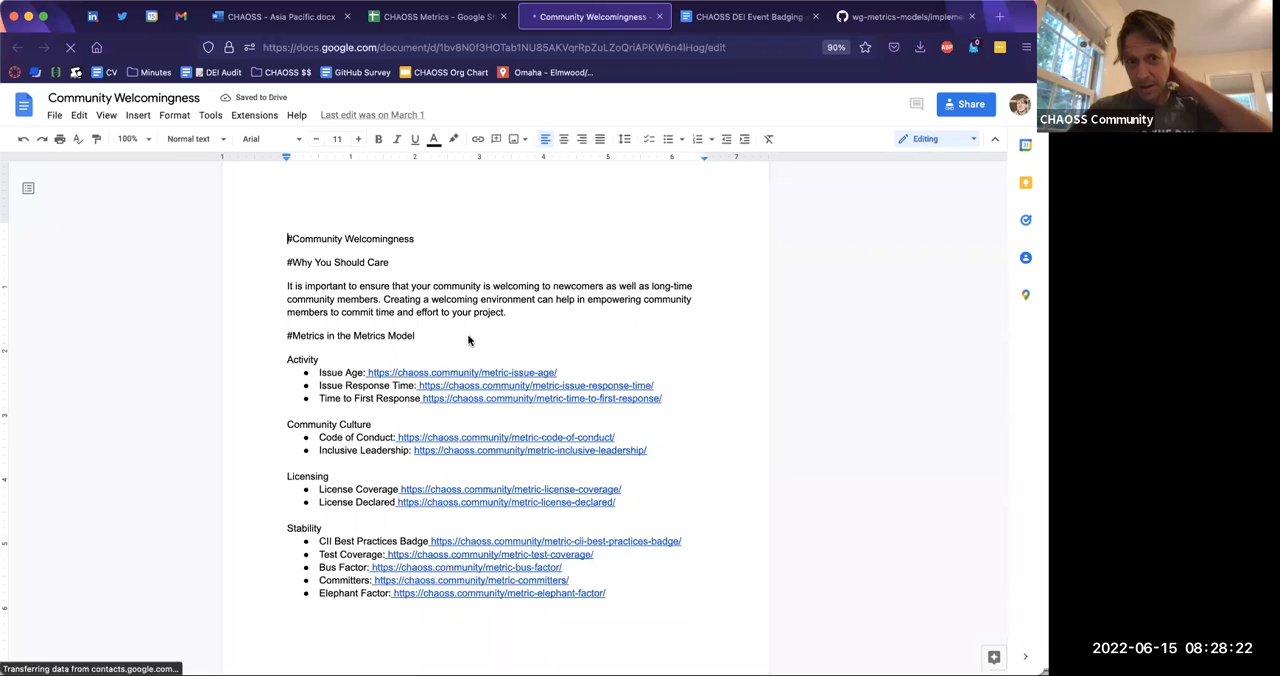 CHAOSS - Asia Pacific.docx
CHAOSS Metrics - Google Sh
Community Welcomingness -
CHAOSS DEI Event Badging -
wg-metrics-models/impleme
https://docs.google.com/document/d/1bv8N0f3HOTab1NU85AKVqrRpZuLZoQriAPKW6n4lHog/edit
90%
ABP
0
CV
Minutes
DEI Audit
CHAOSS $$
GitHub Survey
CHAOSS Org Chart
Omaha - Elmwood/...
Community Welcomingness
Saved to Drive
File Edit View Insert Format Tools Extensions Help Last edit was on March 1
Share
100% Normal text Arial 11 Editing
1 1 2 3 4 5 6 7
#Community Welcomingness
#Why You Should Care
It is important to ensure that your community is welcoming to newcomers as well as long-time
community members. Creating a welcoming environment can help in empowering community
members to commit time and effort to your project.
#Metrics in the Metrics Model
Activity
Issue Age: https://chaoss.community/metric-issue-age/
Issue Response Time: https://chaoss.community/metric-issue-response-time/
Time to First Response https://chaoss.community/metric-time-to-first-response/
Community Culture
Code of Conduct: https://chaoss.community/metric-code-of-conduct/
Inclusive Leadership: https://chaoss.community/metric-inclusive-leadership/
Licensing
License Coverage https://chaoss.community/metric-license-coverage/
License Declared https://chaoss.community/metric-license-declared/
Stability
CII Best Practices Badge https://chaoss.community/metric-cii-best-practices-badge/
Test Coverage: https://chaoss.community/metric-test-coverage/
Bus Factor: https://chaoss.community/metric-bus-factor/
Committers: https://chaoss.community/metric-committers/
Elephant Factor: https://chaoss.community/metric-elephant-factor/
Transferring data from contacts.google.com...
CHAOSS Community
2022-06-15 08:28:22